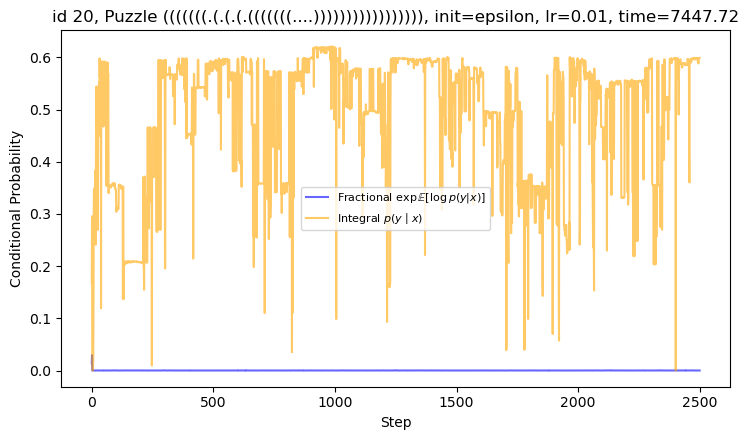 id 20, Puzzle (((((((.(.(.(.(((((((....))))))))))))))))), init=epsilon, lr=0.01, time=7447.72
Conditional Probability
0.6
0.5
0.4
0.3
0.2
0.1
0.0
Fractional exp 𝔼[log p(y|x)]
Integral p(y | x)
0 500 1000 1500 2000 2500
Step